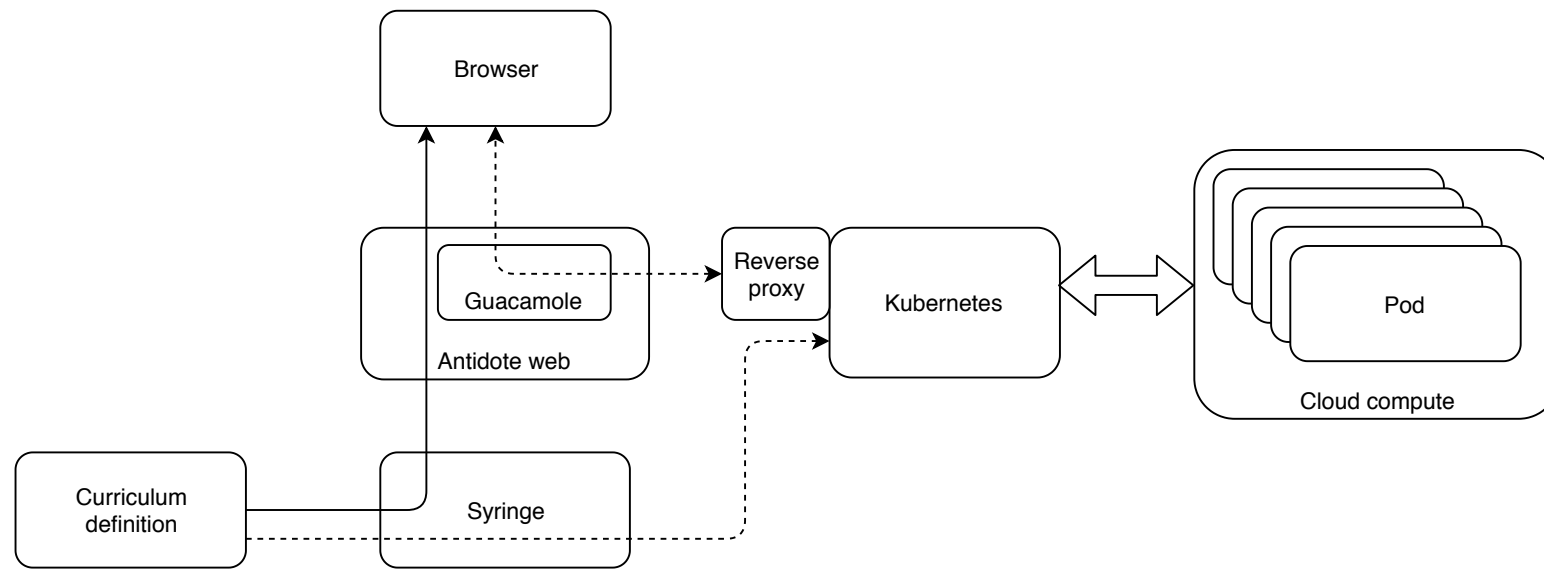 Browser
Reverse
proxy
Guacamole
Kubernetes
Pod
Antidote web
Cloud compute
Curriculum
definition
Syringe